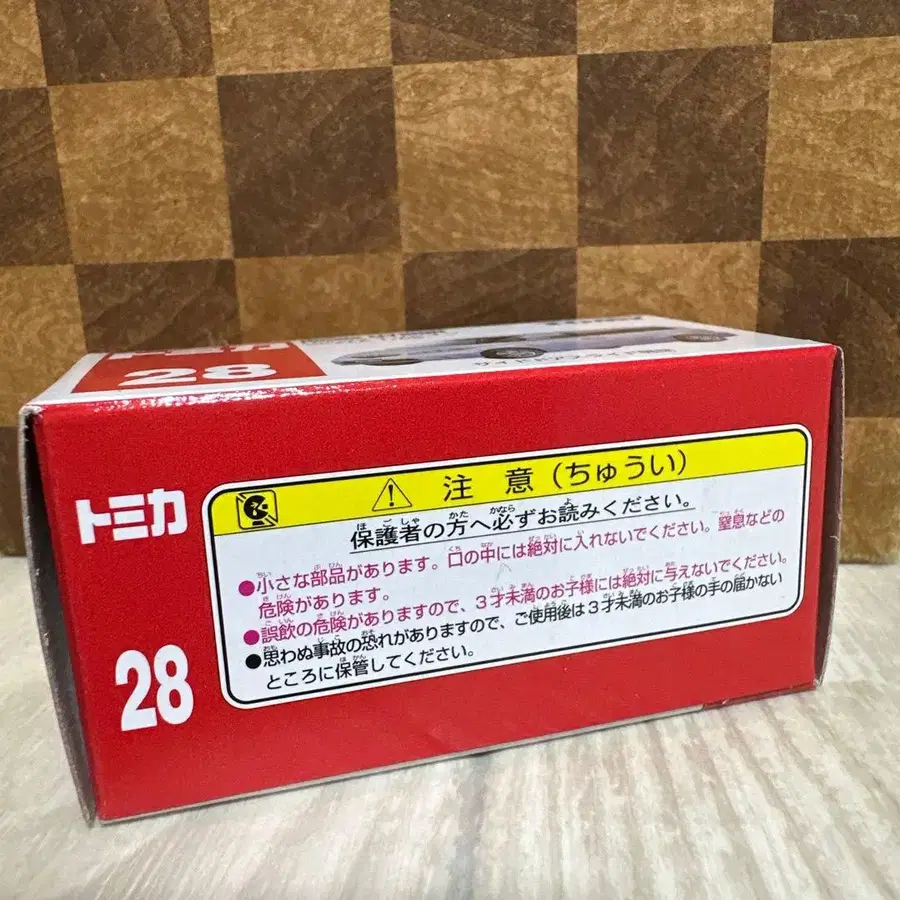 トミカ
28
トミカ
28
注意(ちゅうい)
保護者の方へ必ずお読みください。
●小さな部品があります。口の中には絶対に入れないでください。窒息などの
危険があります。
●誤飲の危険がありますので、3才未満のお子様には絶対に与えないでください。
●思わぬ事故の恐れがありますので、ご使用後は3才未満のお子様の手の届かない
ところに保管してください。